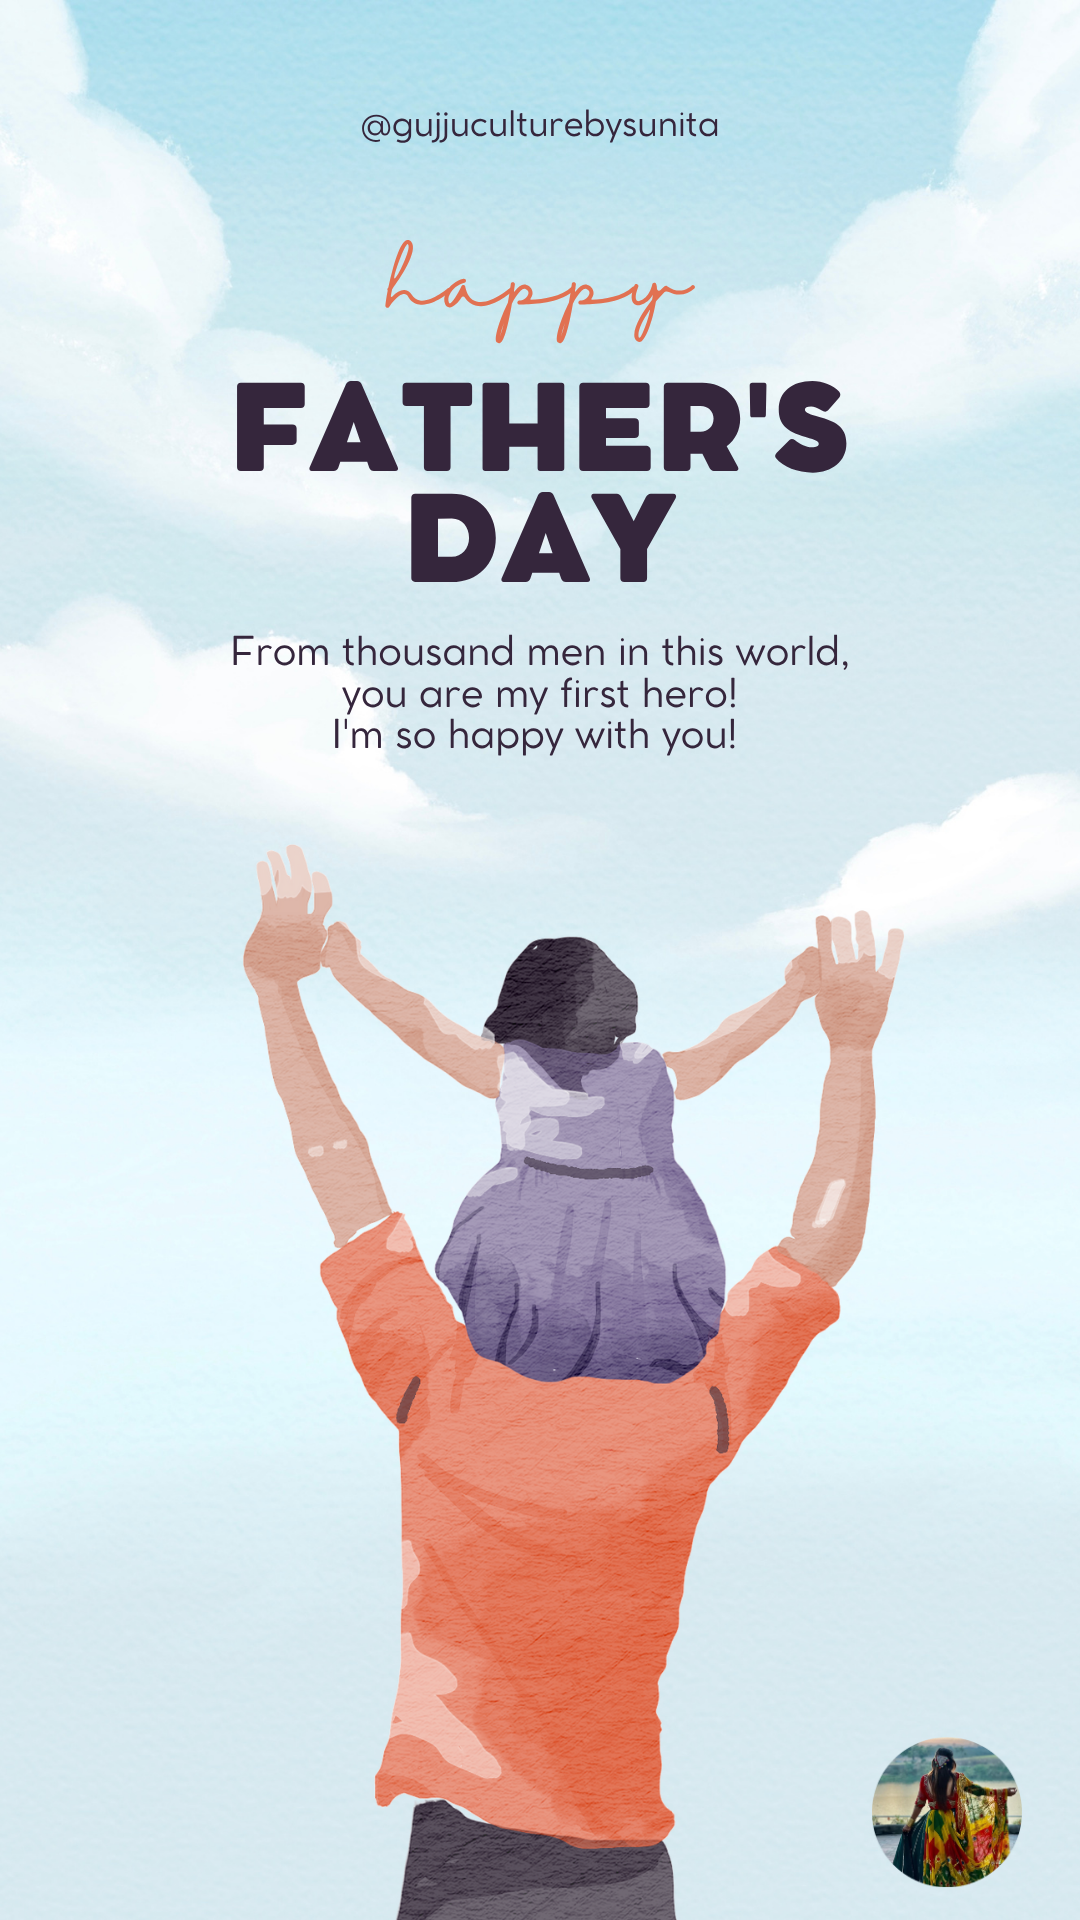 @gujjuculturebysunita
happy
FATHER'S
DAY
From thousand men in this world,
you are my first hero!
I'm so happy with you!